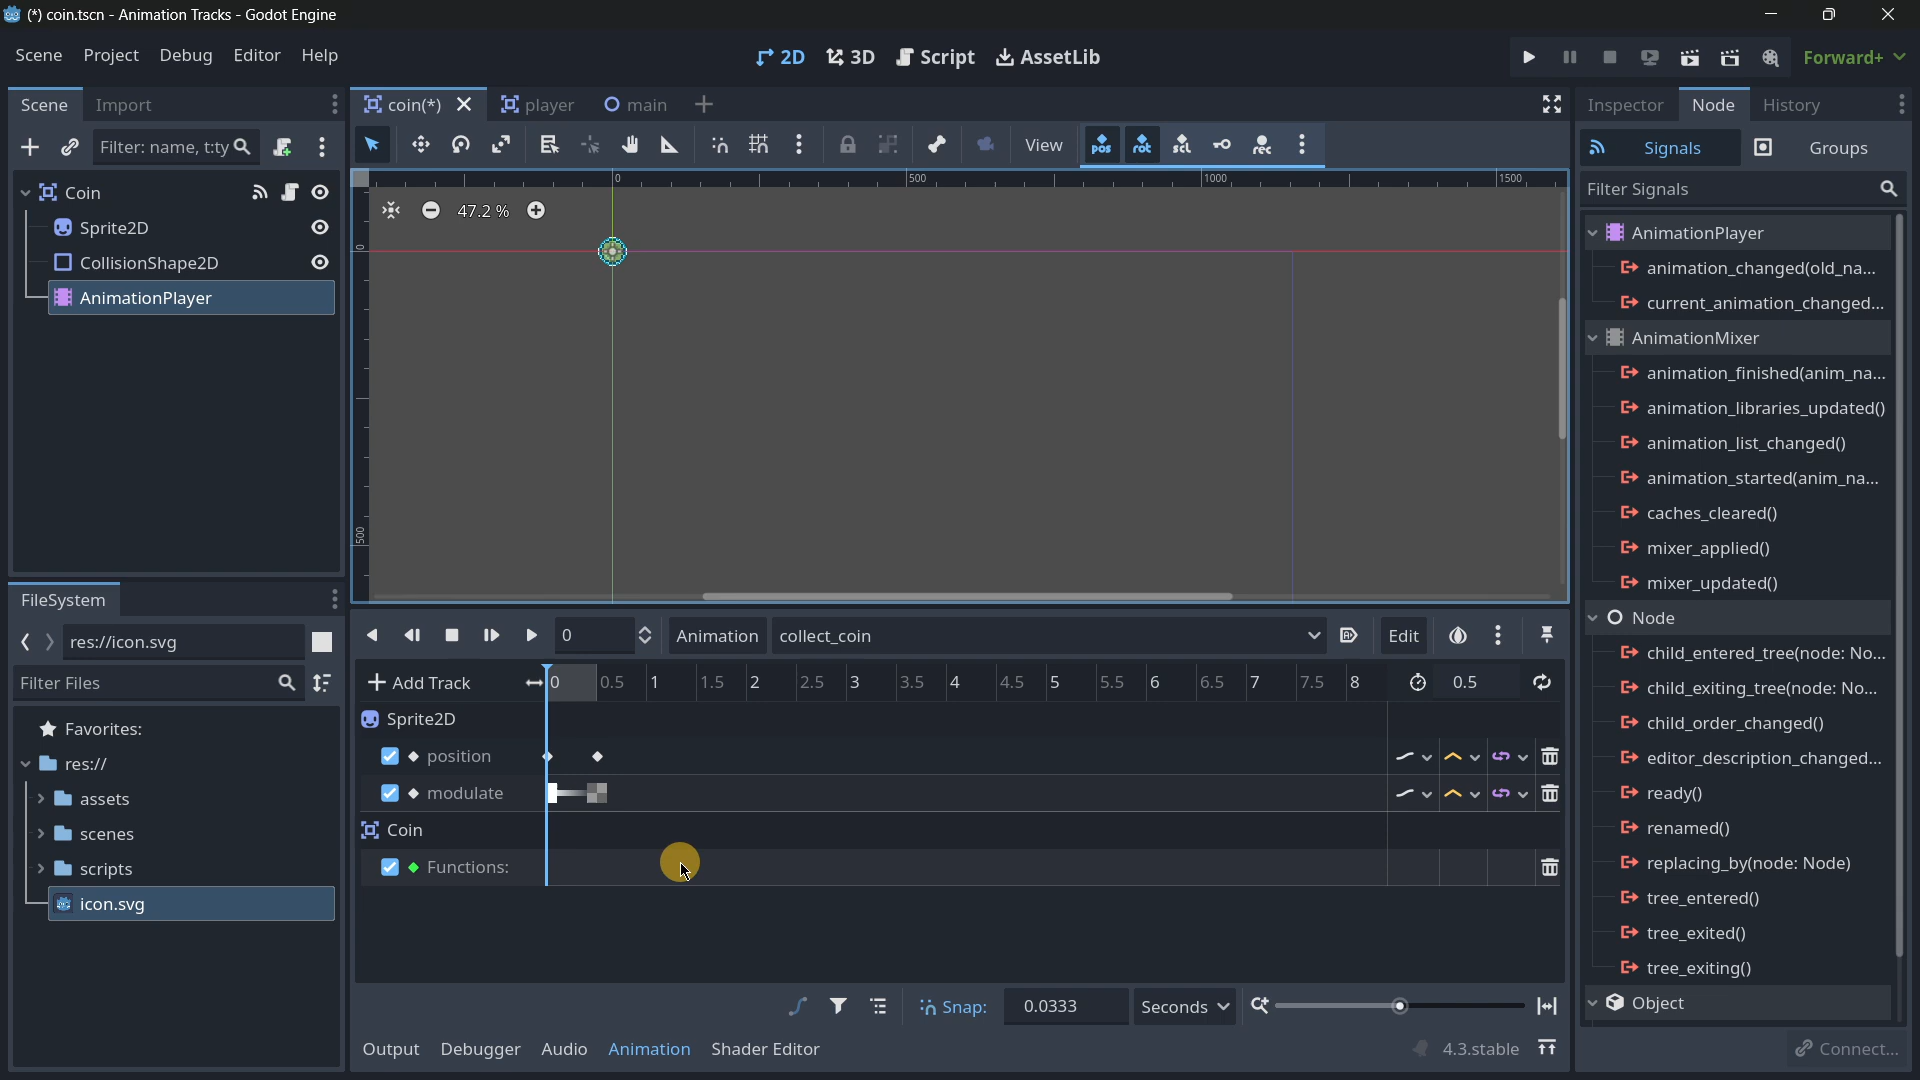 (*) coin.tscn - Animation Tracks - Godot Engine
Scene Project Debug Editor Help
2D 3D Script AssetLib
Forward+
Scene Import
coin(*) player main
Inspector Node History
Filter: name, t:ty
View
Signals Groups
Filter Signals
Coin
Sprite2D
CollisionShape2D
AnimationPlayer
0 500 1000 1500
47.2 %
0
500
AnimationPlayer
animation_changed(old_na...
current_animation_changed...
AnimationMixer
animation_finished(anim_na...
animation_libraries_updated()
animation_list_changed()
animation_started(anim_na...
caches_cleared()
mixer_applied()
mixer_updated()
Node
child_entered_tree(node: No...
child_exiting_tree(node: No...
child_order_changed()
editor_description_changed...
ready()
renamed()
replacing_by(node: Node)
tree_entered()
tree_exited()
tree_exiting()
Object
Connect...
FileSystem
res://icon.svg
Filter Files
Favorites:
res://
assets
scenes
scripts
icon.svg
0 Animation collect_coin Edit
Add Track 0 0.5 1 1.5 2 2.5 3 3.5 4 4.5 5 5.5 6 6.5 7 7.5 8 0.5
Sprite2D
position
modulate
Coin
Functions:
Snap: 0.0333 Seconds
Output Debugger Audio Animation Shader Editor 4.3.stable